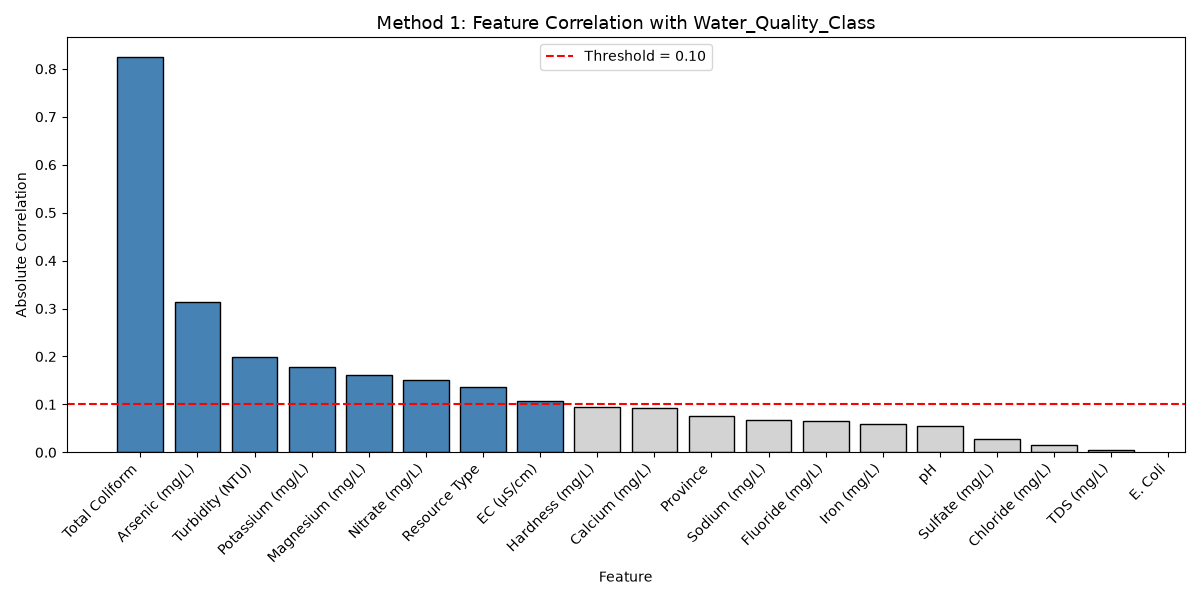 Method 1: Feature Correlation with Water_Quality_Class
Threshold = 0.10
Absolute Correlation
0.8
0.7
0.6
0.5
0.4
0.3
0.2
0.1
0.0
Total Coliform
Arsenic (mg/L)
Turbidity (NTU)
Potassium (mg/L)
Magnesium (mg/L)
Nitrate (mg/L)
Resource Type
EC (µS/cm)
Hardness (mg/L)
Calcium (mg/L)
Province
Sodium (mg/L)
Fluoride (mg/L)
Iron (mg/L)
pH
Sulfate (mg/L)
Chloride (mg/L)
TDS (mg/L)
E. Coli
Feature